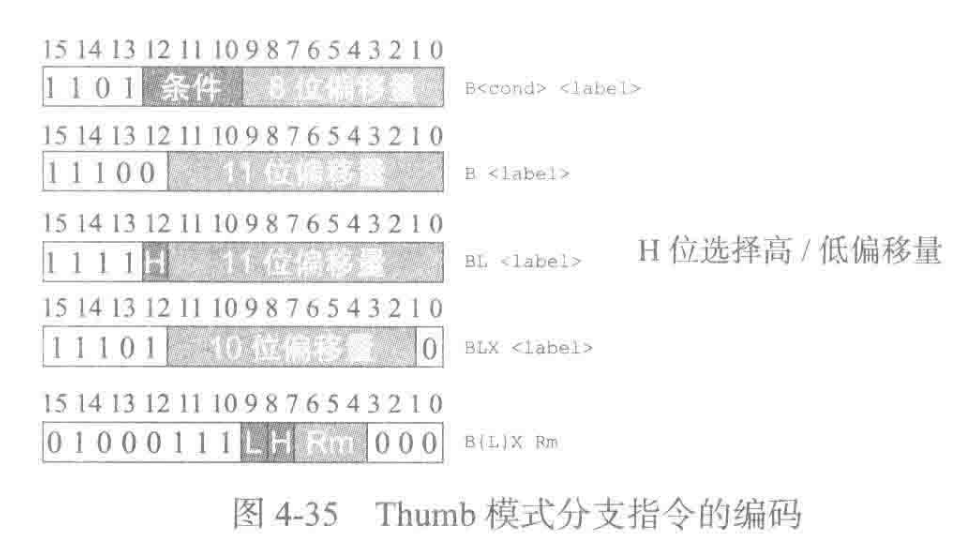 15 14 13 12 11 10 9 8 7 6 5 4 3 2 1 0
1 1 0 1 条件 8 位偏移量 B<cond> <label>
15 14 13 12 11 10 9 8 7 6 5 4 3 2 1 0
1 1 1 0 0 11 位偏移量 B <label>
15 14 13 12 11 10 9 8 7 6 5 4 3 2 1 0
1 1 1 1 H 11 位偏移量 BL <label> H 位选择高 / 低偏移量
15 14 13 12 11 10 9 8 7 6 5 4 3 2 1 0
1 1 1 0 1 10 位偏移量 0 BLX <label>
15 14 13 12 11 10 9 8 7 6 5 4 3 2 1 0
0 1 0 0 0 1 1 1 L H Rm 0 0 0 B{L}X Rm
图 4-35 Thumb 模式分支指令的编码